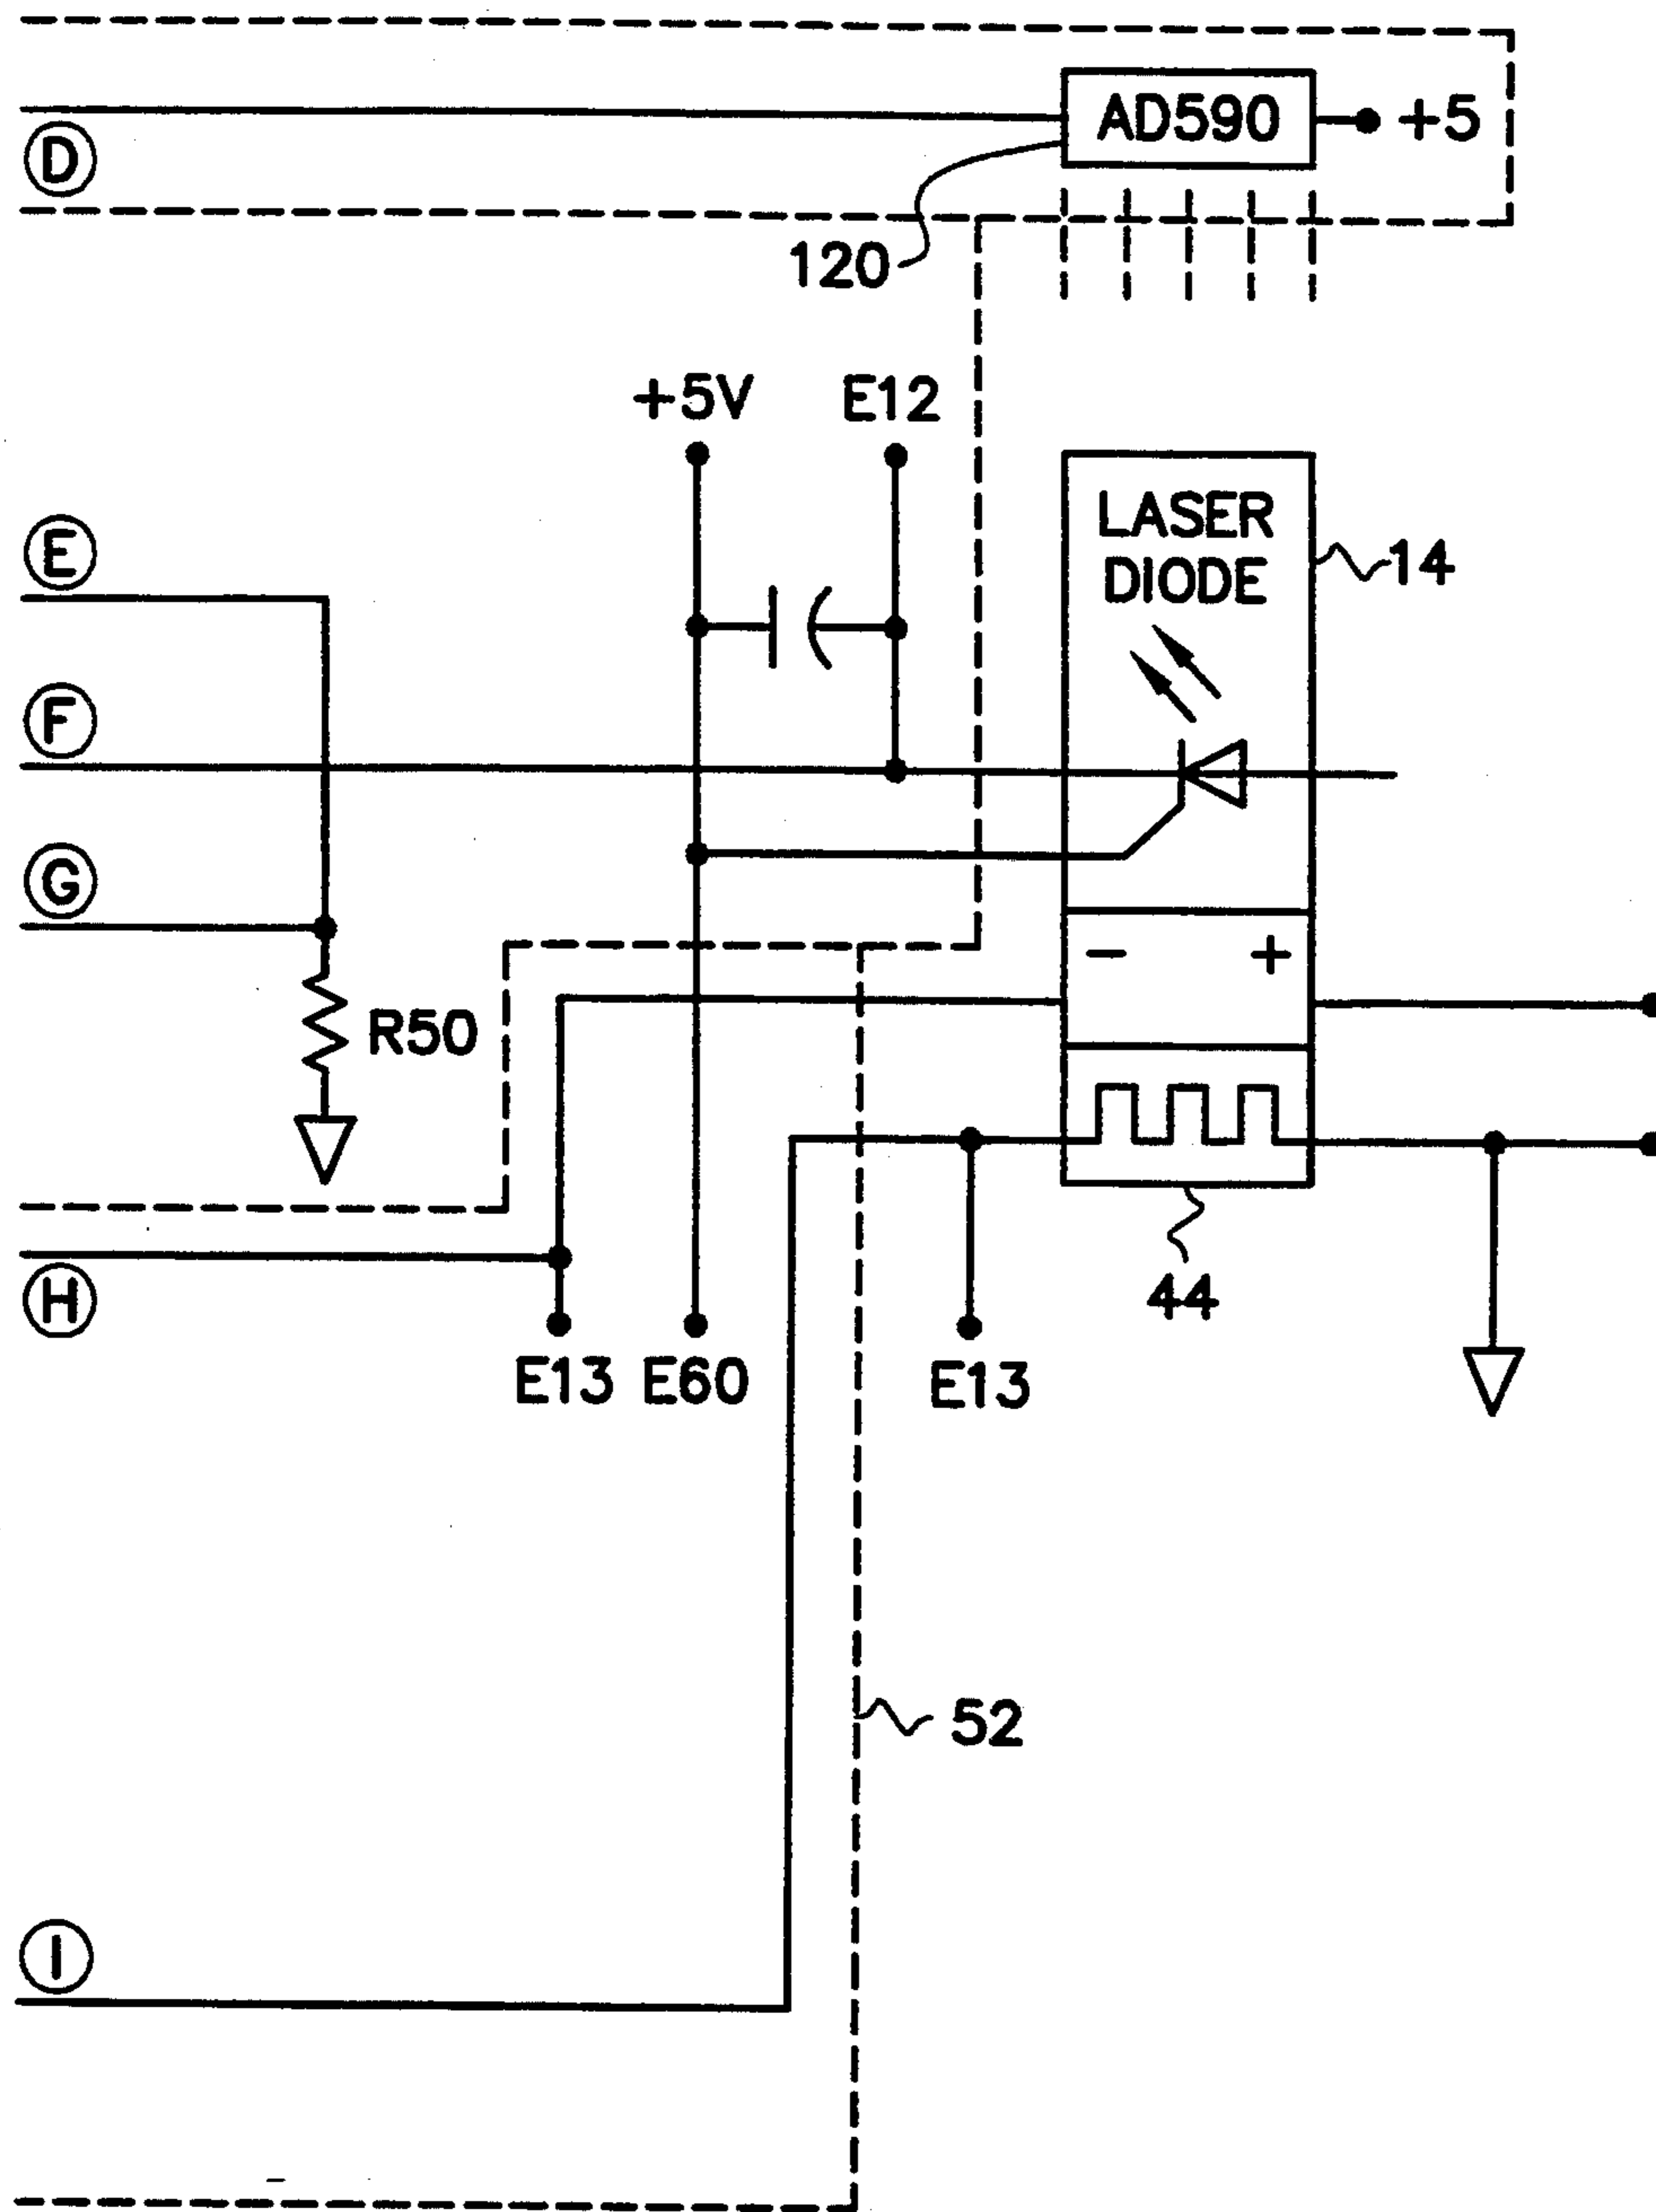 AD590 +5
D
120
+5V E12
LASER
DIODE
14
E
F
G
- +
R50
H
44
E13 E60 E13
52
I